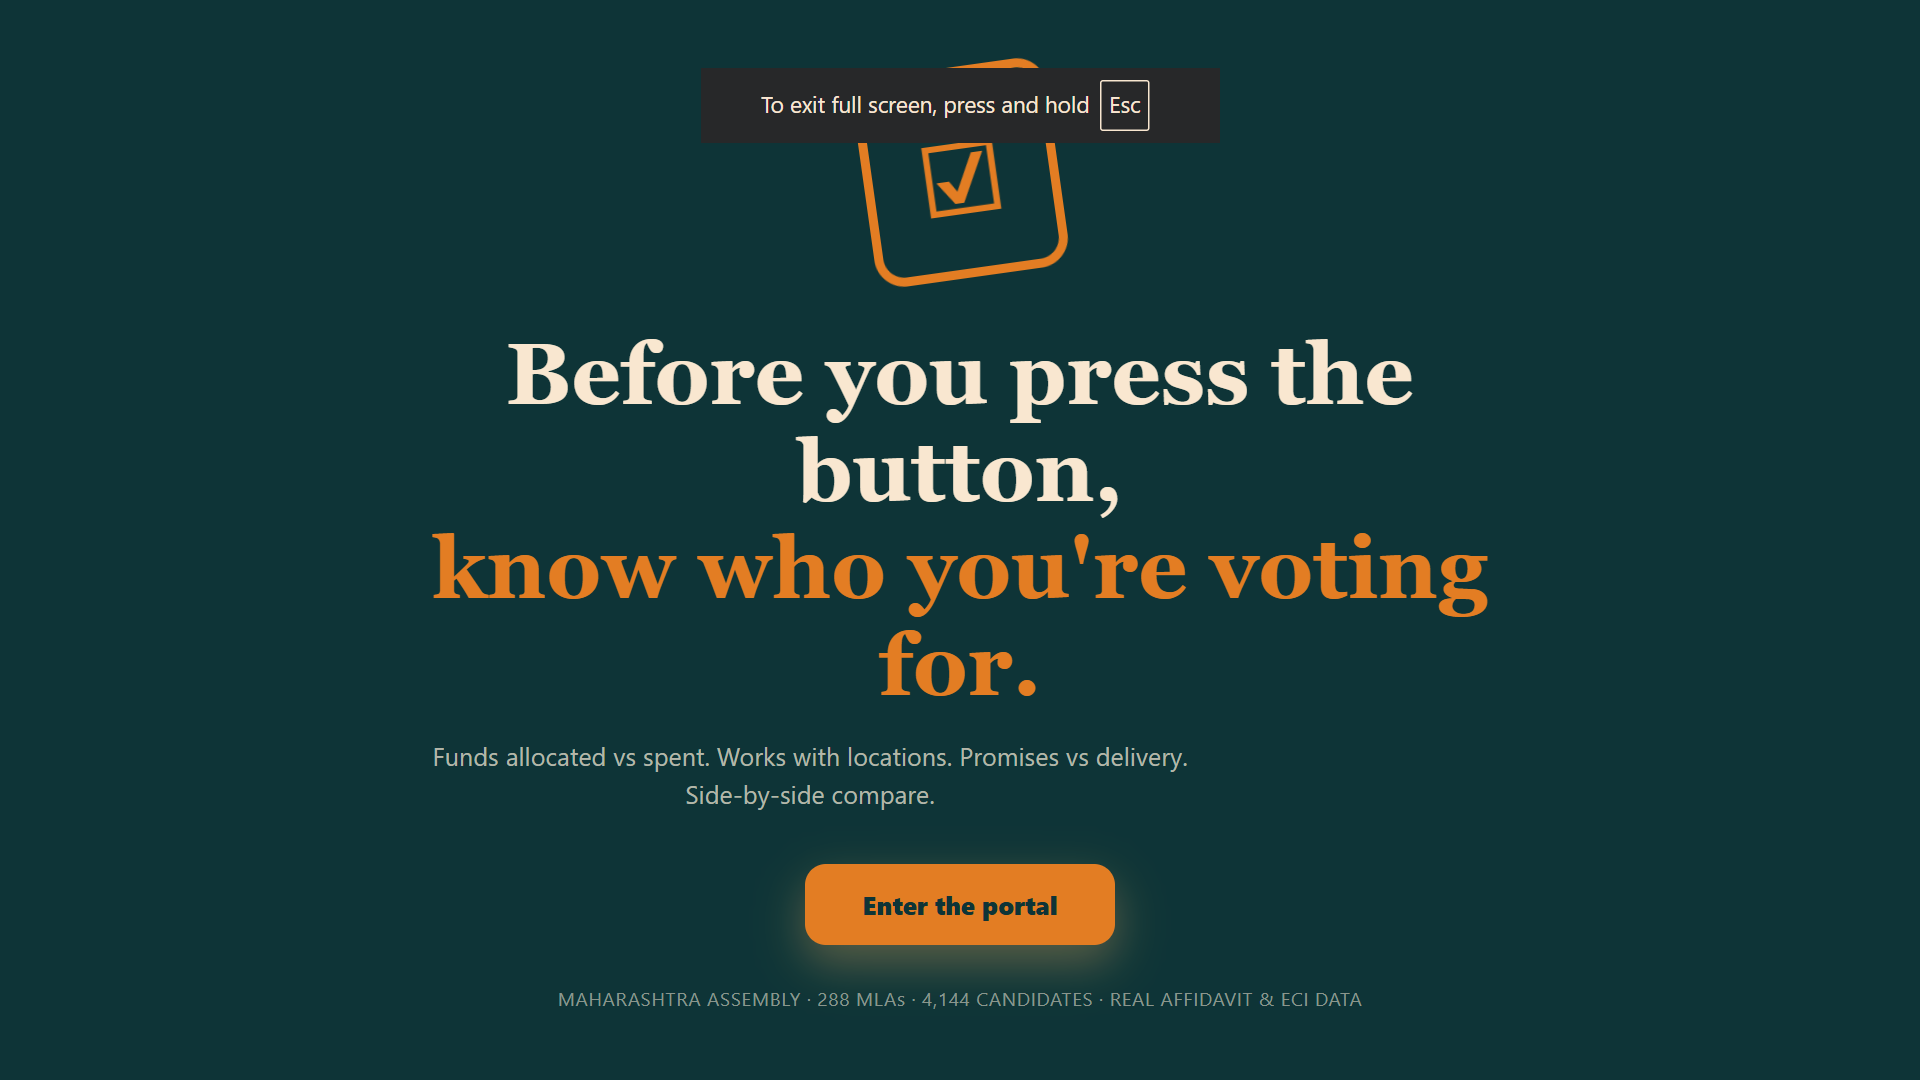 To exit full screen, press and hold Esc
Before you press the
button,
know who you're voting
for.
Funds allocated vs spent. Works with locations. Promises vs delivery.
Side-by-side compare.
Enter the portal
MAHARASHTRA ASSEMBLY · 288 MLAs · 4,144 CANDIDATES · REAL AFFIDAVIT & ECI DATA